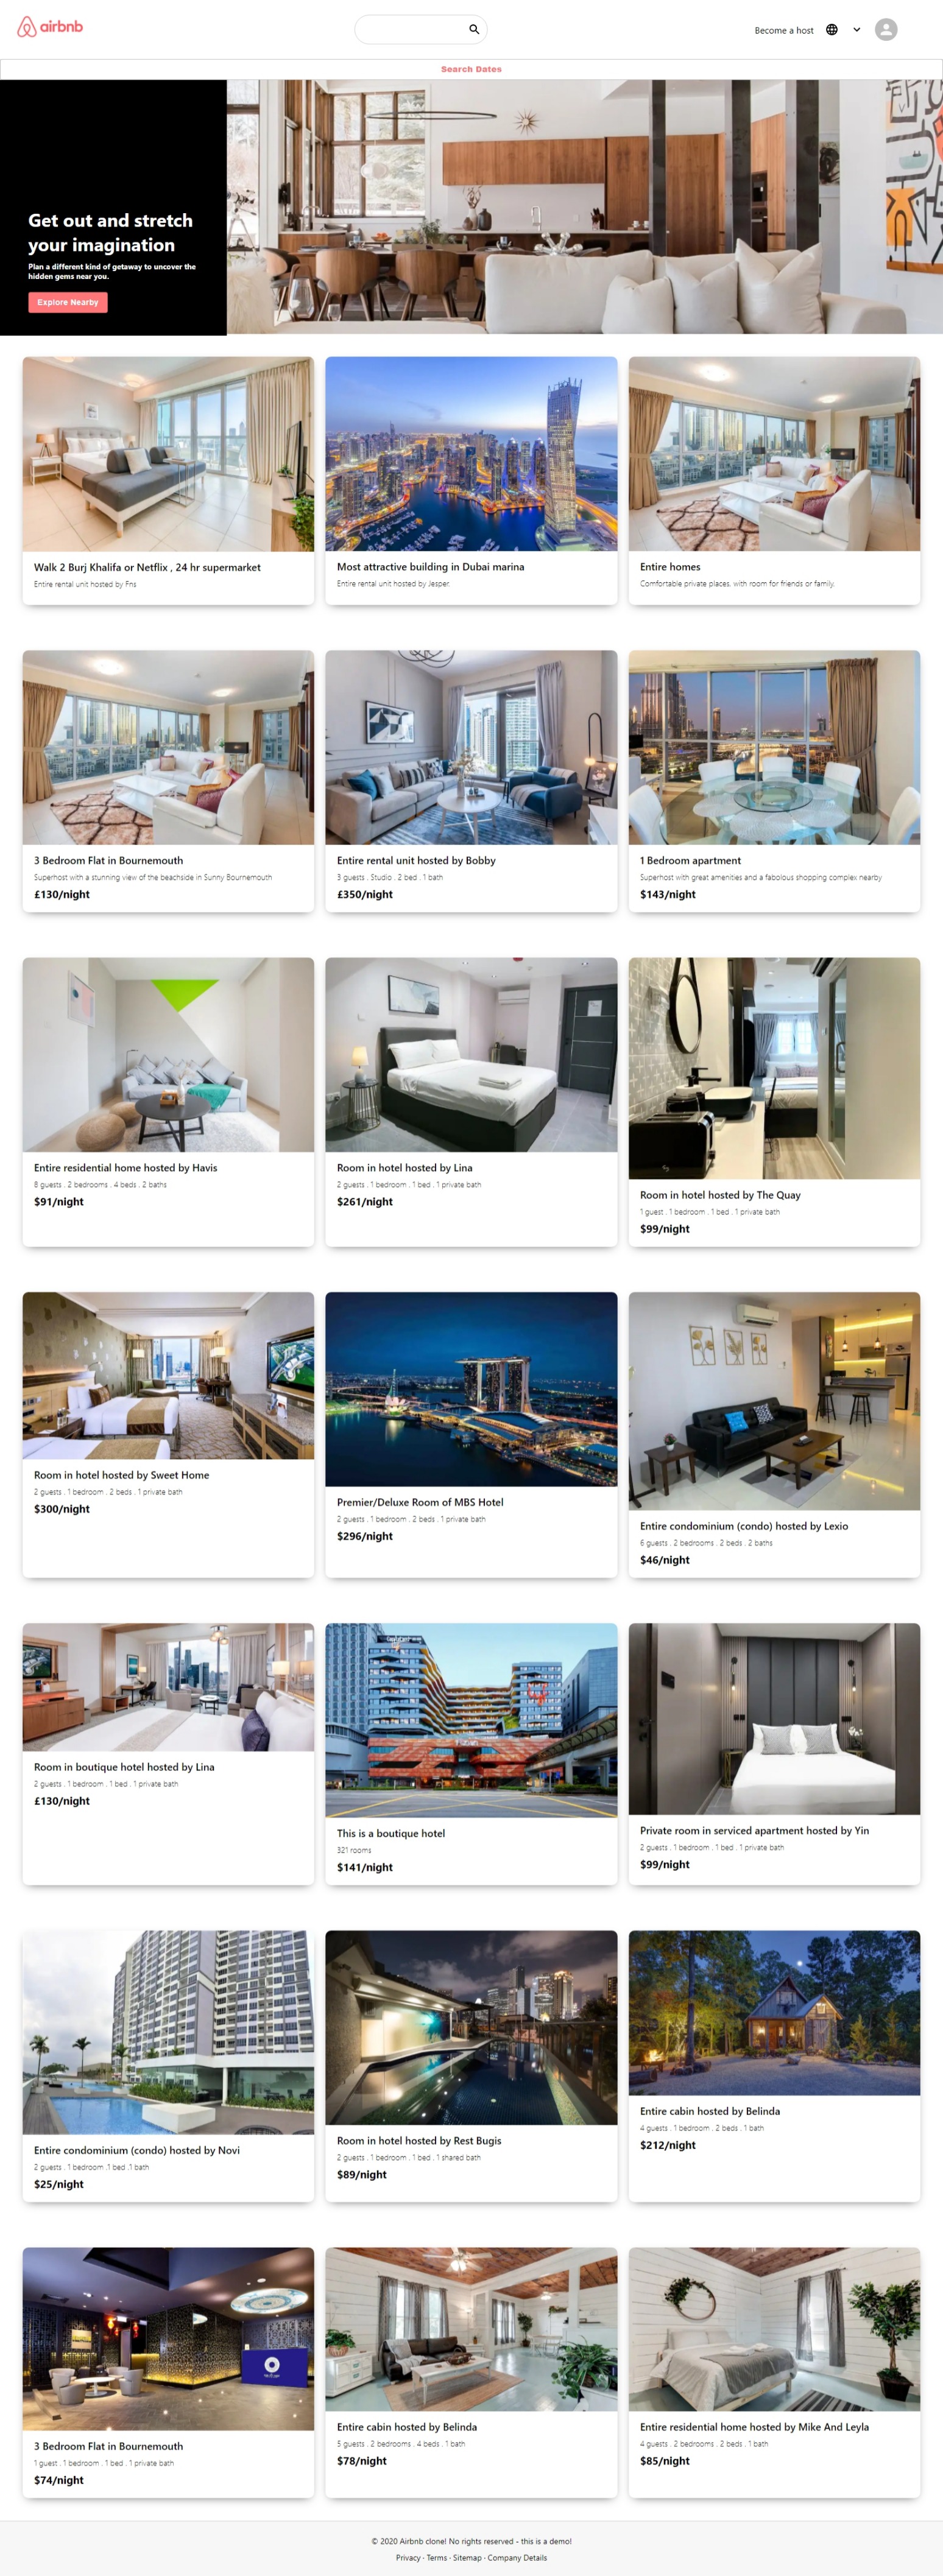 airbnb
Become a host
Search Dates
Get out and stretch
your imagination
Plan a different kind of getaway to uncover the
hidden gems near you.
Explore Nearby
Walk 2 Burj Khalifa or Netflix , 24 hr supermarket
Entire rental unit hosted by Fns
Most attractive building in Dubai marina
Entire rental unit hosted by Jesper.
Entire homes
Comfortable private places, with room for friends or family.
3 Bedroom Flat in Bournemouth
Superhost with a stunning view of the beachside in Sunny Bournemouth
£130/night
Entire rental unit hosted by Bobby
3 guests . Studio . 2 bed . 1 bath
£350/night
1 Bedroom apartment
Superhost with great amenities and a fabolous shopping complex nearby
$143/night
Entire residential home hosted by Havis
8 guests . 2 bedrooms . 4 beds . 2 baths
$91/night
Room in hotel hosted by Lina
2 guests . 1 bedroom . 1 bed . 1 private bath
$261/night
Room in hotel hosted by The Quay
1 guest . 1 bedroom . 1 bed . 1 private bath
$99/night
Room in hotel hosted by Sweet Home
2 guests . 1 bedroom . 2 beds . 1 private bath
$300/night
Premier/Deluxe Room of MBS Hotel
2 guests . 1 bedroom . 2 beds . 1 private bath
$296/night
Entire condominium (condo) hosted by Lexio
6 guests . 2 bedrooms . 2 beds . 2 baths
$46/night
Room in boutique hotel hosted by Lina
2 guests . 1 bedroom . 1 bed . 1 private bath
£130/night
This is a boutique hotel
321 rooms
$141/night
Private room in serviced apartment hosted by Yin
2 guests . 1 bedroom . 1 bed . 1 private bath
$99/night
Entire condominium (condo) hosted by Novi
2 guests . 1 bedroom .1 bed .1 bath
$25/night
Room in hotel hosted by Rest Bugis
2 guests . 1 bedroom . 1 bed . 1 shared bath
$89/night
Entire cabin hosted by Belinda
4 guests . 1 bedroom . 2 beds . 1 bath
$212/night
3 Bedroom Flat in Bournemouth
1 guest . 1 bedroom . 1 bed . 1 private bath
$74/night
Entire cabin hosted by Belinda
5 guests . 2 bedrooms . 4 beds . 1 bath
$78/night
Entire residential home hosted by Mike And Leyla
4 guests . 2 bedrooms . 2 beds . 1 bath
$85/night
© 2020 Airbnb clone! No rights reserved - this is a demo!
Privacy · Terms · Sitemap · Company Details